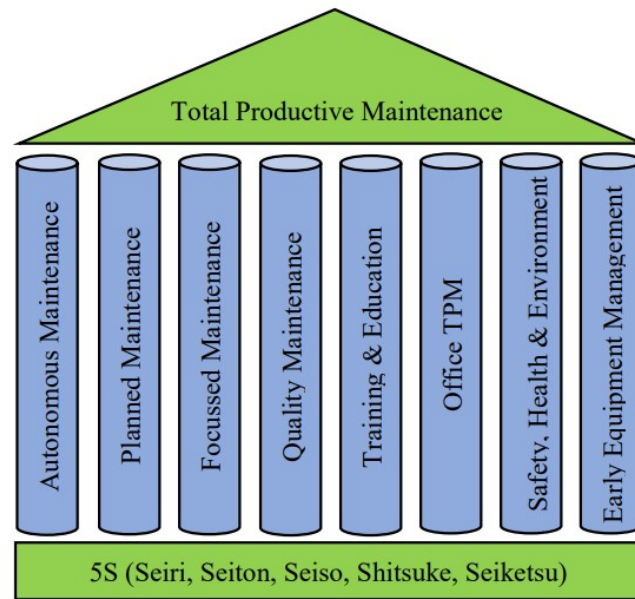 Total Productive Maintenance
Autonomous Maintenance
Planned Maintenance
Focussed Maintenance
Quality Maintenance
Training & Education
Office TPM
Safety, Health & Environment
Early Equipment Management
5S (Seiri, Seiton, Seiso, Shitsuke, Seiketsu)